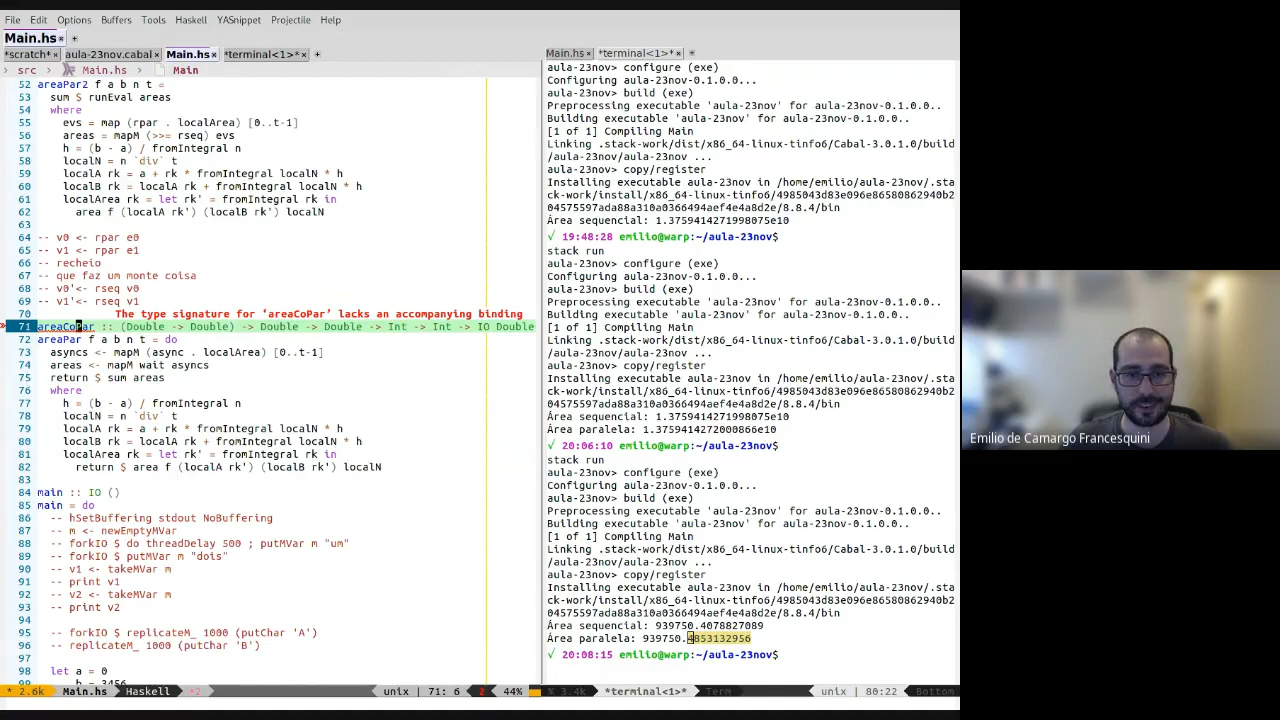 File Edit Options Buffers Tools Haskell YASnippet Projectile Help
Main.hs
*scratch* aula-23nov.cabal Main.hs *terminal<1>*
src > Main.hs > Main
52 areaPar2 f a b n t =
53 sum $ runEval areas
54 where
55 evs = map (rpar . localArea) [0..t-1]
56 areas = mapM (>>= rseq) evs
57 h = (b - a) / fromIntegral n
58 localN = n `div` t
59 localA rk = a + rk * fromIntegral localN * h
60 localB rk = localA rk + fromIntegral localN * h
61 localArea rk = let rk' = fromIntegral rk in
62 area f (localA rk') (localB rk') localN
63
64 -- v0 <- rpar e0
65 -- v1 <- rpar e1
66 -- recheio
67 -- que faz um monte coisa
68 -- v0'<- rseq v0
69 -- v1'<- rseq v1
70 The type signature for ‘areaCoPar’ lacks an accompanying binding
71 areaCoPar :: (Double -> Double) -> Double -> Double -> Int -> Int -> IO Double
72 areaPar f a b n t = do
73 asyncs <- mapM (async . localArea) [0..t-1]
74 areas <- mapM wait asyncs
75 return $ sum areas
76 where
77 h = (b - a) / fromIntegral n
78 localN = n `div` t
79 localA rk = a + rk * fromIntegral localN * h
80 localB rk = localA rk + fromIntegral localN * h
81 localArea rk = let rk' = fromIntegral rk in
82 return $ area f (localA rk') (localB rk') localN
83
84 main :: IO ()
85 main = do
86 -- hSetBuffering stdout NoBuffering
87 -- m <- newEmptyMVar
88 -- forkIO $ do threadDelay 500 ; putMVar m "um"
89 -- forkIO $ putMVar m "dois"
90 -- v1 <- takeMVar m
91 -- print v1
92 -- v2 <- takeMVar m
93 -- print v2
94
95 -- forkIO $ replicateM_ 1000 (putChar 'A')
96 -- replicateM_ 1000 (putChar 'B')
97
98 let a = 0
99 b = 3456
* 2.6k Main.hs Haskell *2 unix | 71: 6 2 44%
Main.hs *terminal<1>*
aula-23nov> configure (exe)
Configuring aula-23nov-0.1.0.0...
aula-23nov> build (exe)
Preprocessing executable 'aula-23nov' for aula-23nov-0.1.0.0..
Building executable 'aula-23nov' for aula-23nov-0.1.0.0..
[1 of 1] Compiling Main
Linking .stack-work/dist/x86_64-linux-tinfo6/Cabal-3.0.1.0/build
/aula-23nov/aula-23nov ...
aula-23nov> copy/register
Installing executable aula-23nov in /home/emilio/aula-23nov/.sta
ck-work/install/x86_64-linux-tinfo6/4985043d83e096e86580862940b2
04575597ada88a310a0366494aef4e4a8d2e/8.8.4/bin
Área sequencial: 1.3759414271998075e10
✓ 19:48:28 emilio@warp:~/aula-23nov$
stack run
aula-23nov> configure (exe)
Configuring aula-23nov-0.1.0.0...
aula-23nov> build (exe)
Preprocessing executable 'aula-23nov' for aula-23nov-0.1.0.0..
Building executable 'aula-23nov' for aula-23nov-0.1.0.0..
[1 of 1] Compiling Main
Linking .stack-work/dist/x86_64-linux-tinfo6/Cabal-3.0.1.0/build
/aula-23nov/aula-23nov ...
aula-23nov> copy/register
Installing executable aula-23nov in /home/emilio/aula-23nov/.sta
ck-work/install/x86_64-linux-tinfo6/4985043d83e096e86580862940b2
04575597ada88a310a0366494aef4e4a8d2e/8.8.4/bin
Área sequencial: 1.3759414271998075e10
Área paralela: 1.3759414272000866e10
✓ 20:06:10 emilio@warp:~/aula-23nov$
stack run
aula-23nov> configure (exe)
Configuring aula-23nov-0.1.0.0...
aula-23nov> build (exe)
Preprocessing executable 'aula-23nov' for aula-23nov-0.1.0.0..
Building executable 'aula-23nov' for aula-23nov-0.1.0.0..
[1 of 1] Compiling Main
Linking .stack-work/dist/x86_64-linux-tinfo6/Cabal-3.0.1.0/build
/aula-23nov/aula-23nov ...
aula-23nov> copy/register
Installing executable aula-23nov in /home/emilio/aula-23nov/.sta
ck-work/install/x86_64-linux-tinfo6/4985043d83e096e86580862940b2
04575597ada88a310a0366494aef4e4a8d2e/8.8.4/bin
Área sequencial: 939750.4078827089
Área paralela: 939750.4853132956
✓ 20:08:15 emilio@warp:~/aula-23nov$
3.4k *terminal<1>* Term unix | 80:22 Bottom
Emilio de Camargo Francesquini